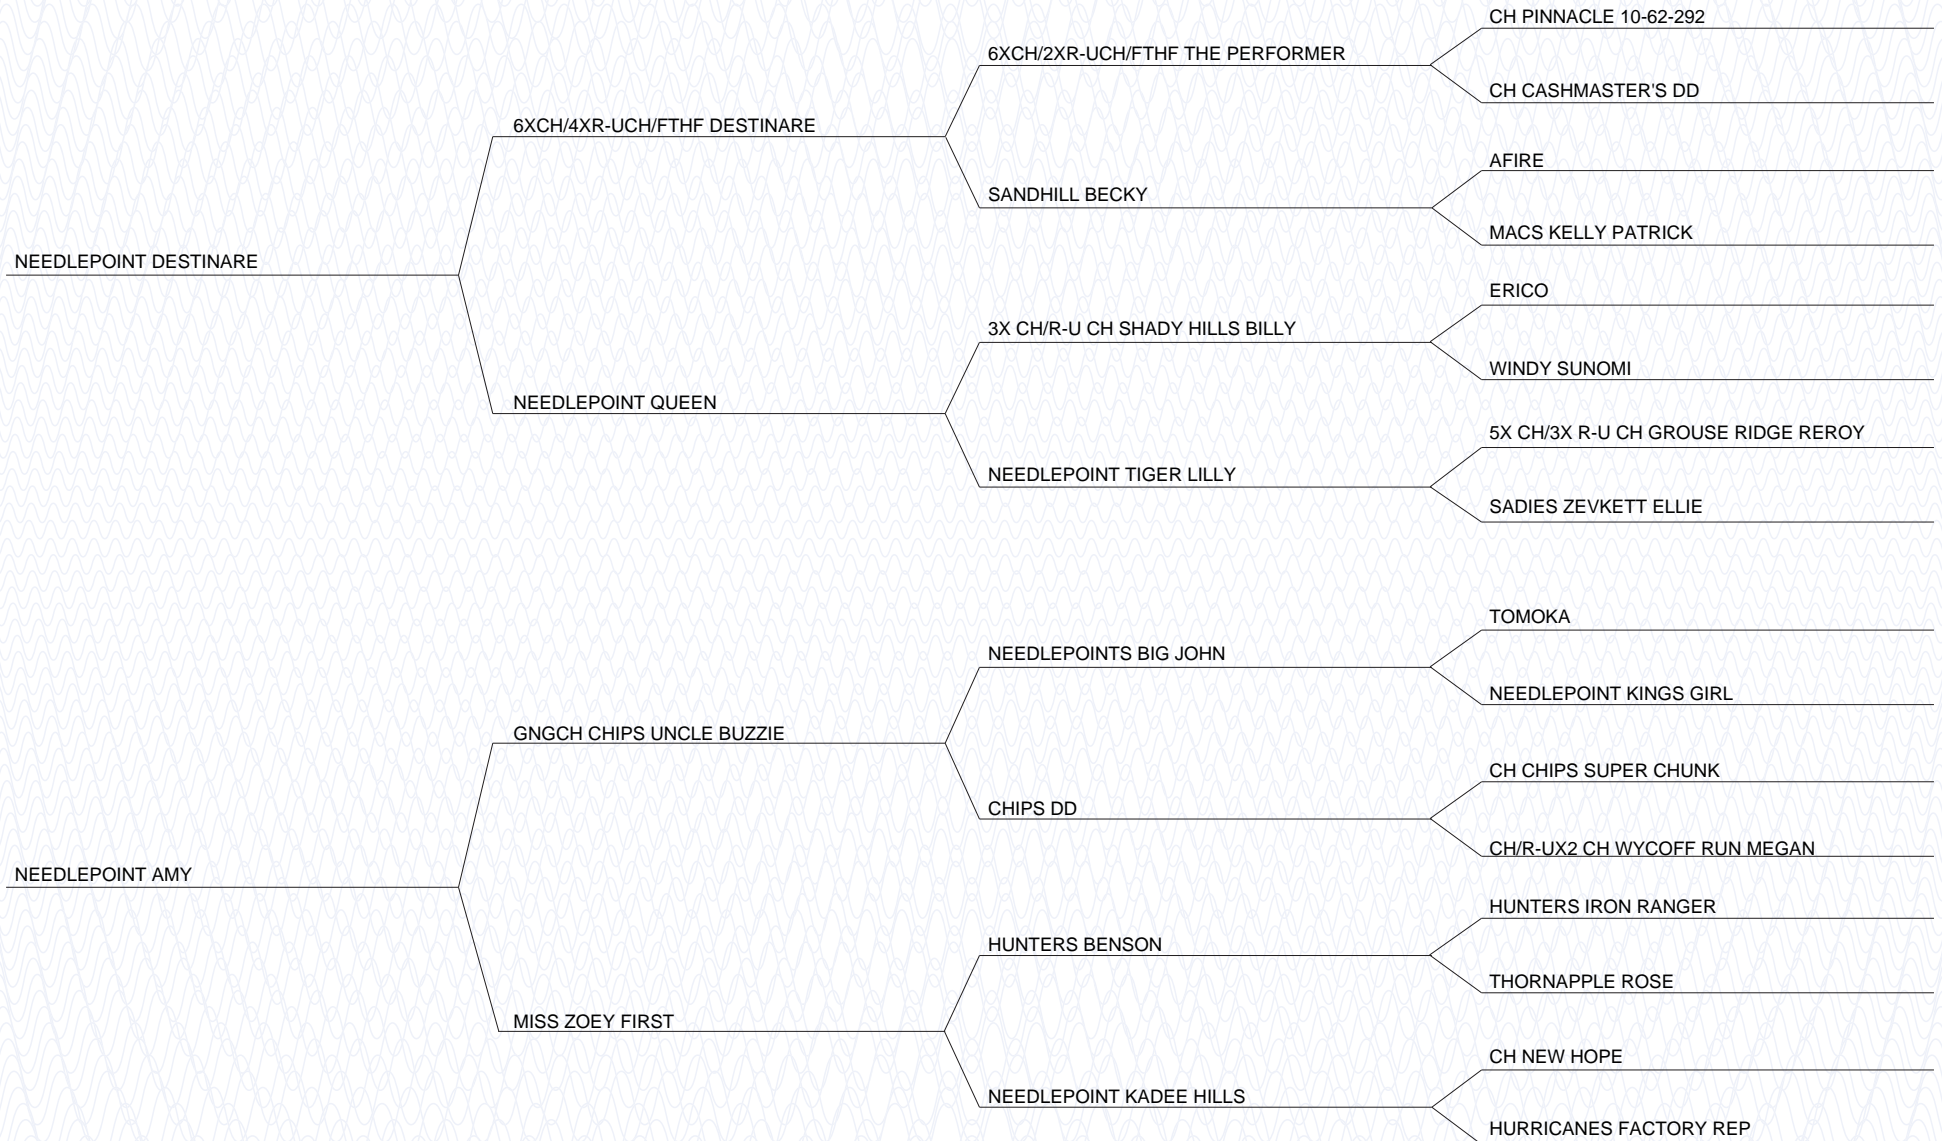 CH PINNACLE 10-62-292
6XCH/2XR-UCH/FTHF THE PERFORMER
CH CASHMASTER'S DD
6XCH/4XR-UCH/FTHF DESTINARE
AFIRE
SANDHILL BECKY
MACS KELLY PATRICK
NEEDLEPOINT DESTINARE
ERICO
3X CH/R-U CH SHADY HILLS BILLY
WINDY SUNOMI
NEEDLEPOINT QUEEN
5X CH/3X R-U CH GROUSE RIDGE REROY
NEEDLEPOINT TIGER LILLY
SADIES ZEVKETT ELLIE
TOMOKA
NEEDLEPOINTS BIG JOHN
NEEDLEPOINT KINGS GIRL
GNGCH CHIPS UNCLE BUZZIE
CH CHIPS SUPER CHUNK
CHIPS DD
CH/R-UX2 CH WYCOFF RUN MEGAN
NEEDLEPOINT AMY
HUNTERS IRON RANGER
HUNTERS BENSON
THORNAPPLE ROSE
MISS ZOEY FIRST
CH NEW HOPE
NEEDLEPOINT KADEE HILLS
HURRICANES FACTORY REP